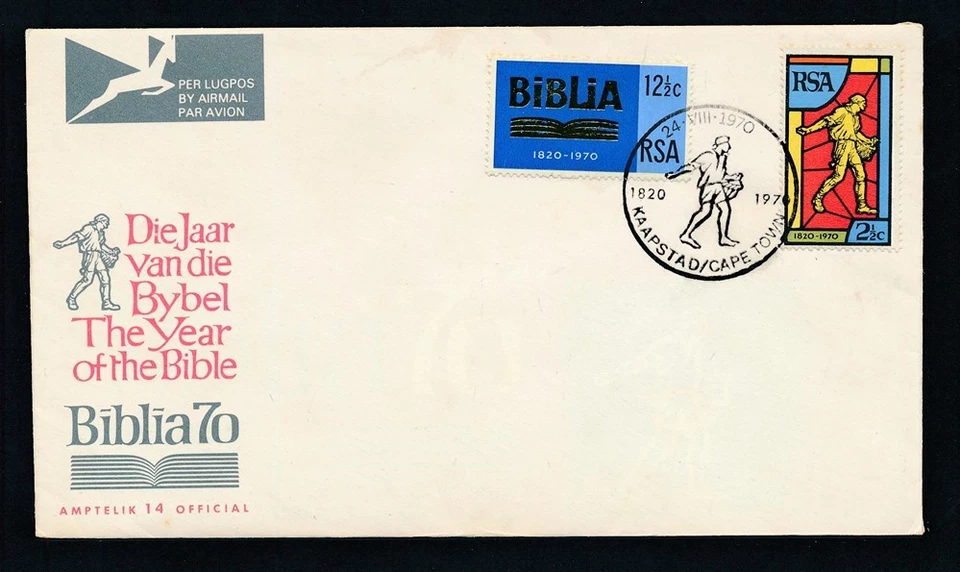 PER LUGPOS
BY AIRMAIL
PAR AVION
BiBLiA
12½c
RSA
1820-1970
RSA
1820-1970
2½c
24·VIII·1970
1820
1970
KAAPSTAD/CAPE TOWN
Die Jaar
van die
Bybel
The Year
of the Bible
Biblia 70
AMPTELIK 14 OFFICIAL